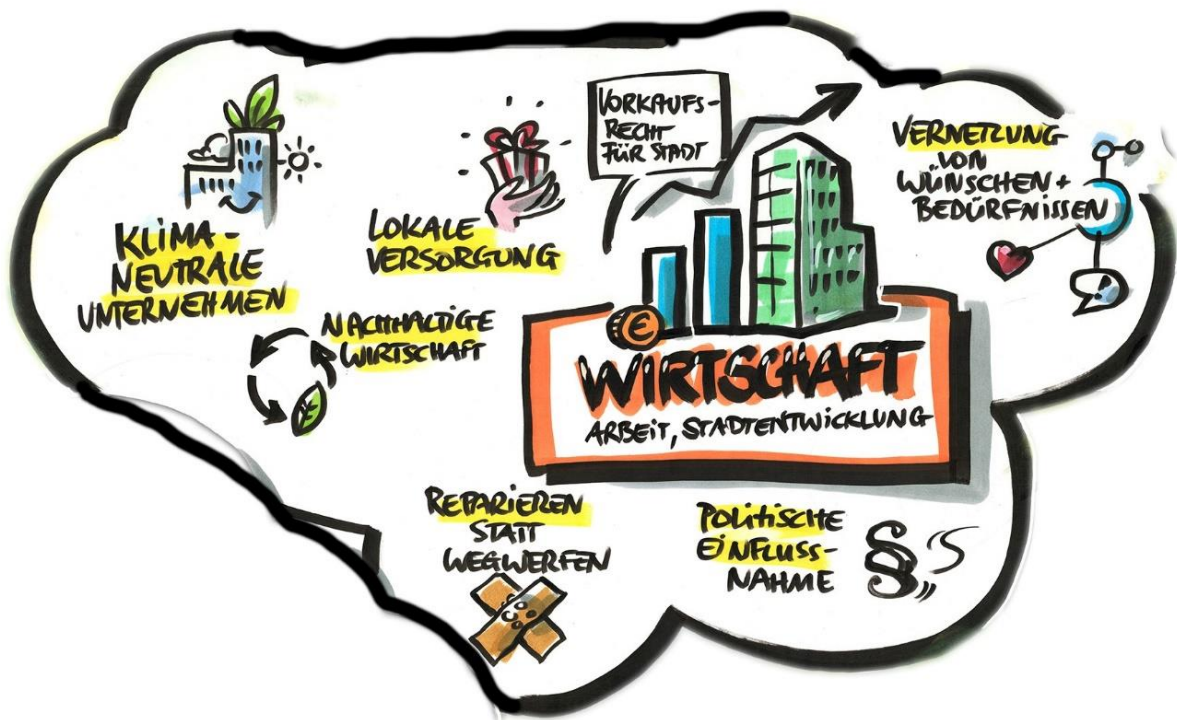 VORKAUFS-
RECHT
FÜR STADT
VERNETZUNG
VON
WÜNSCHEN +
BEDÜRFNISSEN
KLIMA-
NEUTRALE
UNTERNEHMEN
LOKALE
VERSORGUNG
NACHHALTIGE
WIRTSCHAFT
€
WIRTSCHAFT
ARBEIT, STADTENTWICKLUNG
REPARIEREN
STATT
WEGWERFEN
POLITISCHE
EINFLUSS-
NAHME
§